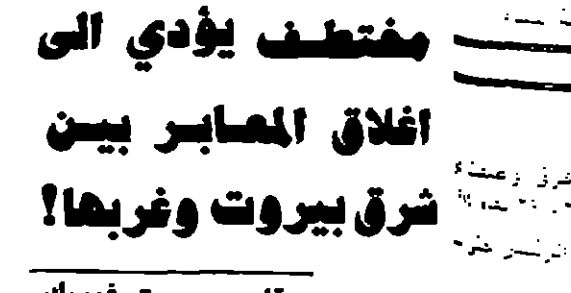 مختطف يؤدي الى
اغلاق المعابر بين
شرق بيروت وغربها!